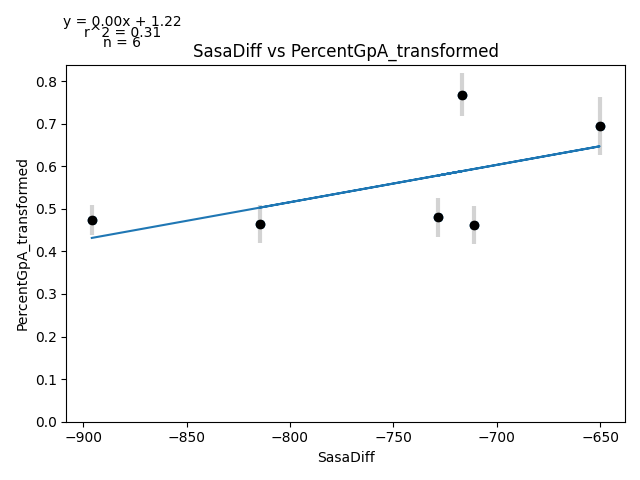 y = 0.00x + 1.22
r^2 = 0.31
n = 6
SasaDiff vs PercentGpA_transformed
PercentGpA_transformed
0.8
0.7
0.6
0.5
0.4
0.3
0.2
0.1
0.0
−900
−850
−800
−750
−700
−650
SasaDiff